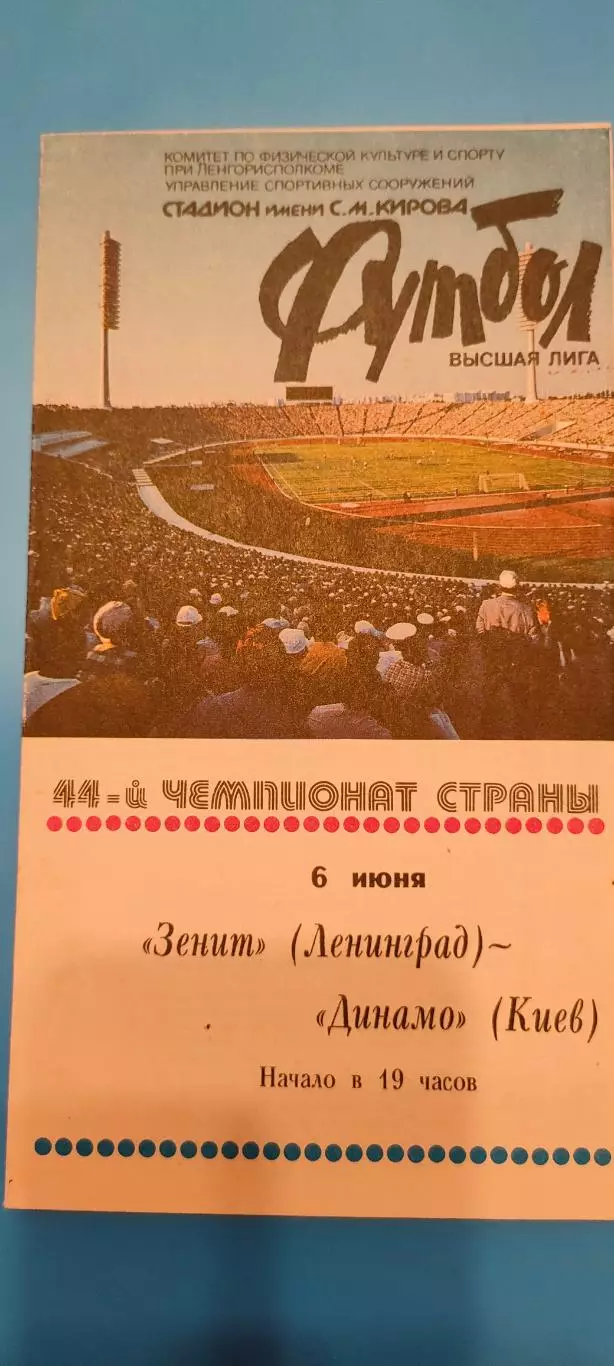 КОМИТЕТ ПО ФИЗИЧЕСКОЙ КУЛЬТУРЕ И СПОРТУ
ПРИ ЛЕНГОРИСПОЛКОМЕ
УПРАВЛЕНИЕ СПОРТИВНЫХ СООРУЖЕНИЙ
СТАДИОН ИМЕНИ С.М.КИРОВА
Футбол
ВЫСШАЯ ЛИГА
44-й ЧЕМПИОНАТ СТРАНЫ
6 июня
«Зенит» (Ленинград)~
«Динамо» (Киев)
Начало в 19 часов